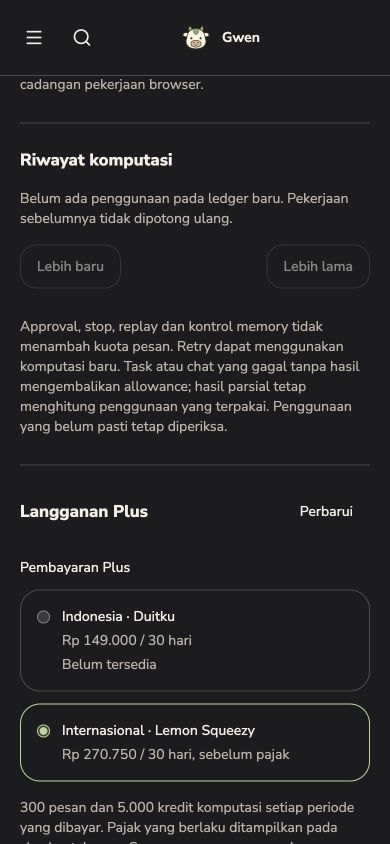 Gwen
cadangan pekerjaan browser.
Riwayat komputasi
Belum ada penggunaan pada ledger baru. Pekerjaan
sebelumnya tidak dipotong ulang.
Lebih baru
Lebih lama
Approval, stop, replay dan kontrol memory tidak
menambah kuota pesan. Retry dapat menggunakan
komputasi baru. Task atau chat yang gagal tanpa hasil
mengembalikan allowance; hasil parsial tetap
menghitung penggunaan yang terpakai. Penggunaan
yang belum pasti tetap diperiksa.
Langganan Plus
Perbarui
Pembayaran Plus
Indonesia · Duitku
Rp 149.000 / 30 hari
Belum tersedia
Internasional · Lemon Squeezy
Rp 270.750 / 30 hari, sebelum pajak
300 pesan dan 5.000 kredit komputasi setiap periode
yang dibayar. Pajak yang berlaku ditampilkan pada